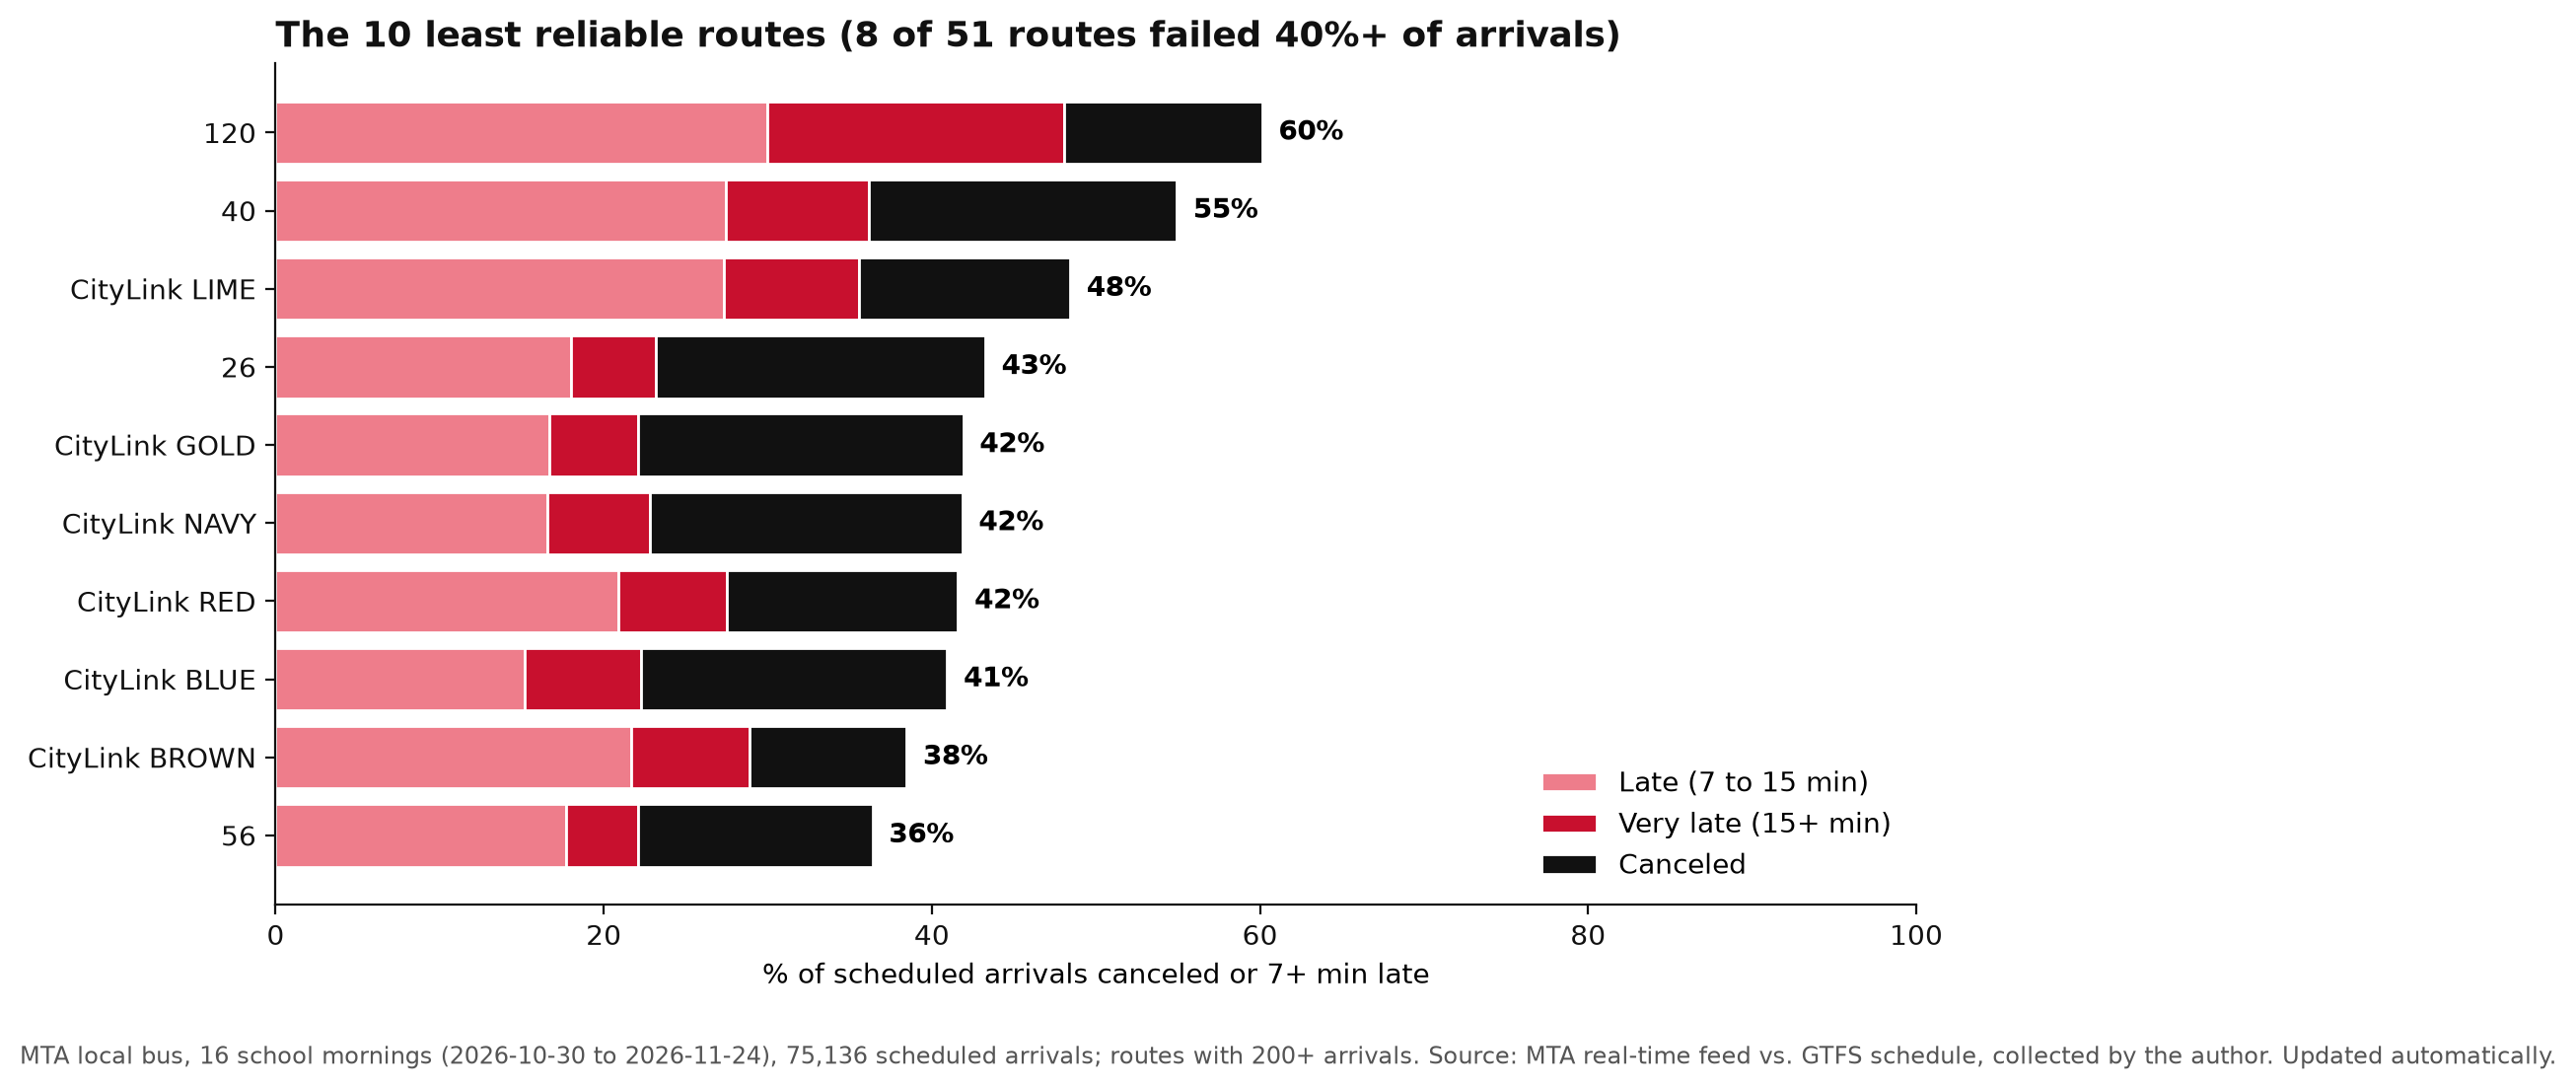 The 10 least reliable routes (8 of 51 routes failed 40%+ of arrivals)
120
60%
40
55%
CityLink LIME
48%
26
43%
CityLink GOLD
42%
CityLink NAVY
42%
CityLink RED
42%
CityLink BLUE
41%
CityLink BROWN
38%
56
36%
Late (7 to 15 min)
Very late (15+ min)
Canceled
0 20 40 60 80 100
% of scheduled arrivals canceled or 7+ min late
MTA local bus, 16 school mornings (2026-10-30 to 2026-11-24), 75,136 scheduled arrivals; routes with 200+ arrivals. Source: MTA real-time feed vs. GTFS schedule, collected by the author. Updated automatically.